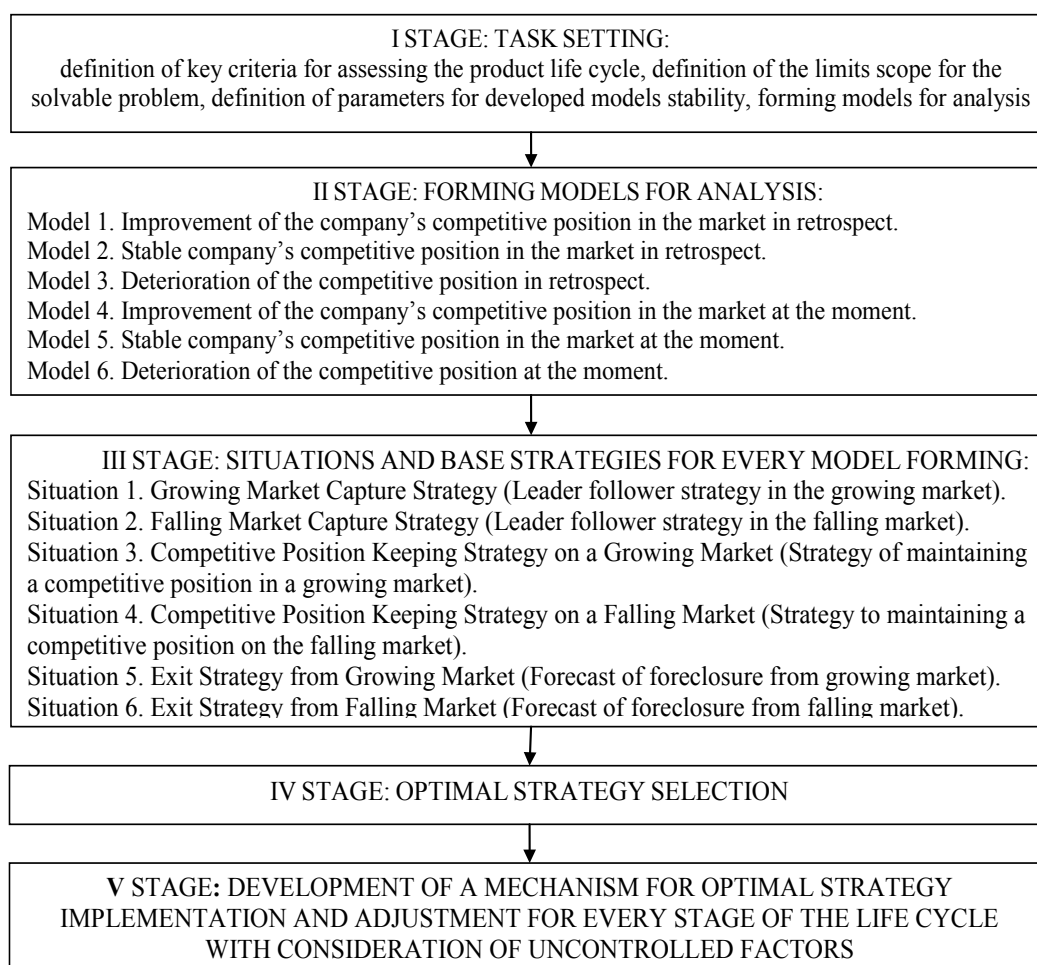 I STAGE: TASK SETTING:
definition of key criteria for assessing the product life cycle, definition of the limits scope for the
solvable problem, definition of parameters for developed models stability, forming models for analysis
II STAGE: FORMING MODELS FOR ANALYSIS:
Model 1. Improvement of the company’s competitive position in the market in retrospect.
Model 2. Stable company’s competitive position in the market in retrospect.
Model 3. Deterioration of the competitive position in retrospect.
Model 4. Improvement of the company’s competitive position in the market at the moment.
Model 5. Stable company’s competitive position in the market at the moment.
Model 6. Deterioration of the competitive position at the moment.
III STAGE: SITUATIONS AND BASE STRATEGIES FOR EVERY MODEL FORMING:
Situation 1. Growing Market Capture Strategy (Leader follower strategy in the growing market).
Situation 2. Falling Market Capture Strategy (Leader follower strategy in the falling market).
Situation 3. Competitive Position Keeping Strategy on a Growing Market (Strategy of maintaining
a competitive position in a growing market).
Situation 4. Competitive Position Keeping Strategy on a Falling Market (Strategy to maintaining a
competitive position on the falling market).
Situation 5. Exit Strategy from Growing Market (Forecast of foreclosure from growing market).
Situation 6. Exit Strategy from Falling Market (Forecast of foreclosure from falling market).
IV STAGE: OPTIMAL STRATEGY SELECTION
V STAGE: DEVELOPMENT OF A MECHANISM FOR OPTIMAL STRATEGY
IMPLEMENTATION AND ADJUSTMENT FOR EVERY STAGE OF THE LIFE CYCLE
WITH CONSIDERATION OF UNCONTROLLED FACTORS